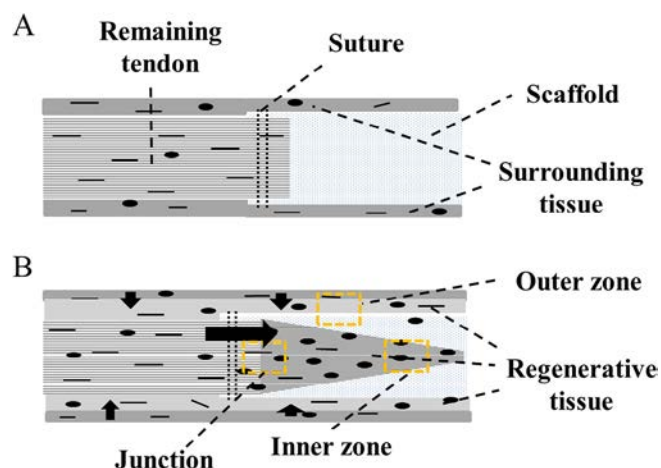 A
Remaining
tendon
Suture
Scaffold
Surrounding
tissue
B
Outer zone
Regenerative
tissue
Inner zone
Junction